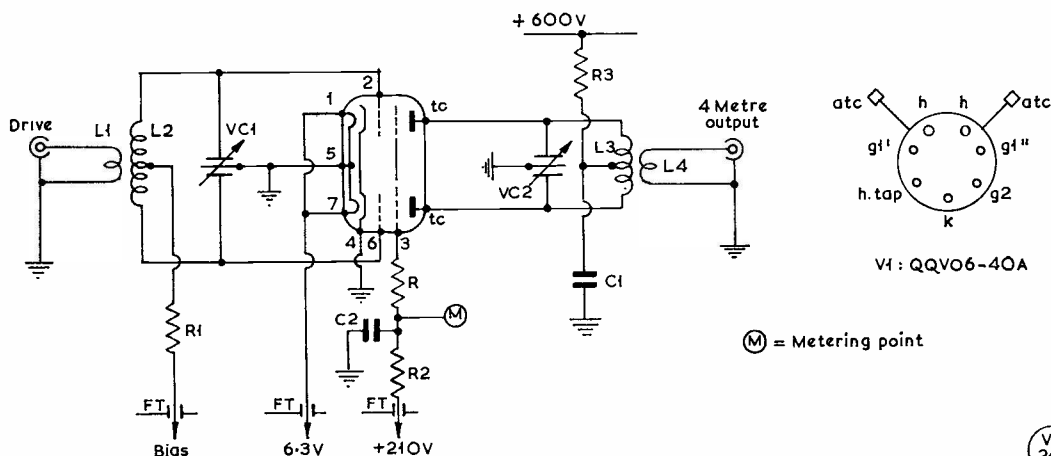 +600V
R3
Drive
L1
L2
VC1
1
2
tc
5
7
4
6
3
tc
VC2
L3
L4
4 Metre
output
R
M
C2
R2
C1
R1
FT
FT
FT
Bias
6·3V
+210V
atc
h
h
atc
g1'
g1"
h.tap
g2
k
V1: QQV06-40A
M = Metering point